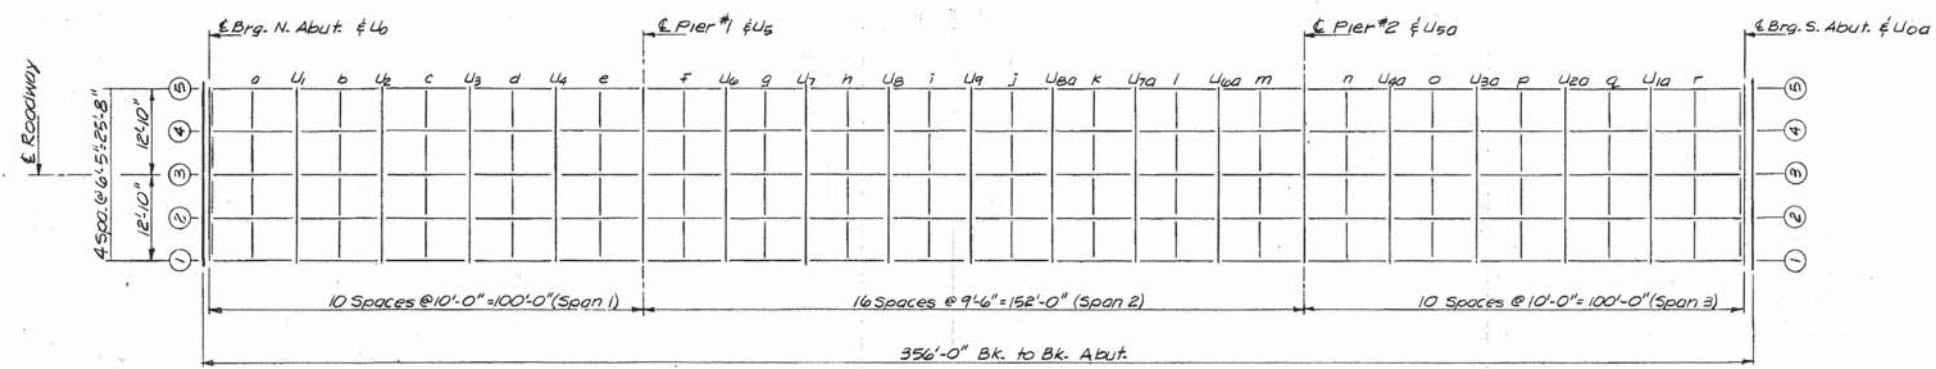 ℄ Brg. N. Abut. & U0
℄ Pier #1 & U5
℄ Pier #2 & U5a
℄ Brg. S. Abut. & U0a
℄ Roadway
a U1 b U2 c U3 d U4 e f U6 g U7 h U8 i U9 j U8a k U7a l U6a m n U4a o U3a p U2a q U1a r
4 Spa. @ 6'-5"=25'-8"
12'-10"
12'-10"
5
4
3
2
1
5
4
3
2
1
10 Spaces @ 10'-0" = 100'-0" (Span 1)
16 Spaces @ 9'-6" = 152'-0" (Span 2)
10 Spaces @ 10'-0" = 100'-0" (Span 3)
356'-0" Bk. to Bk. Abut.